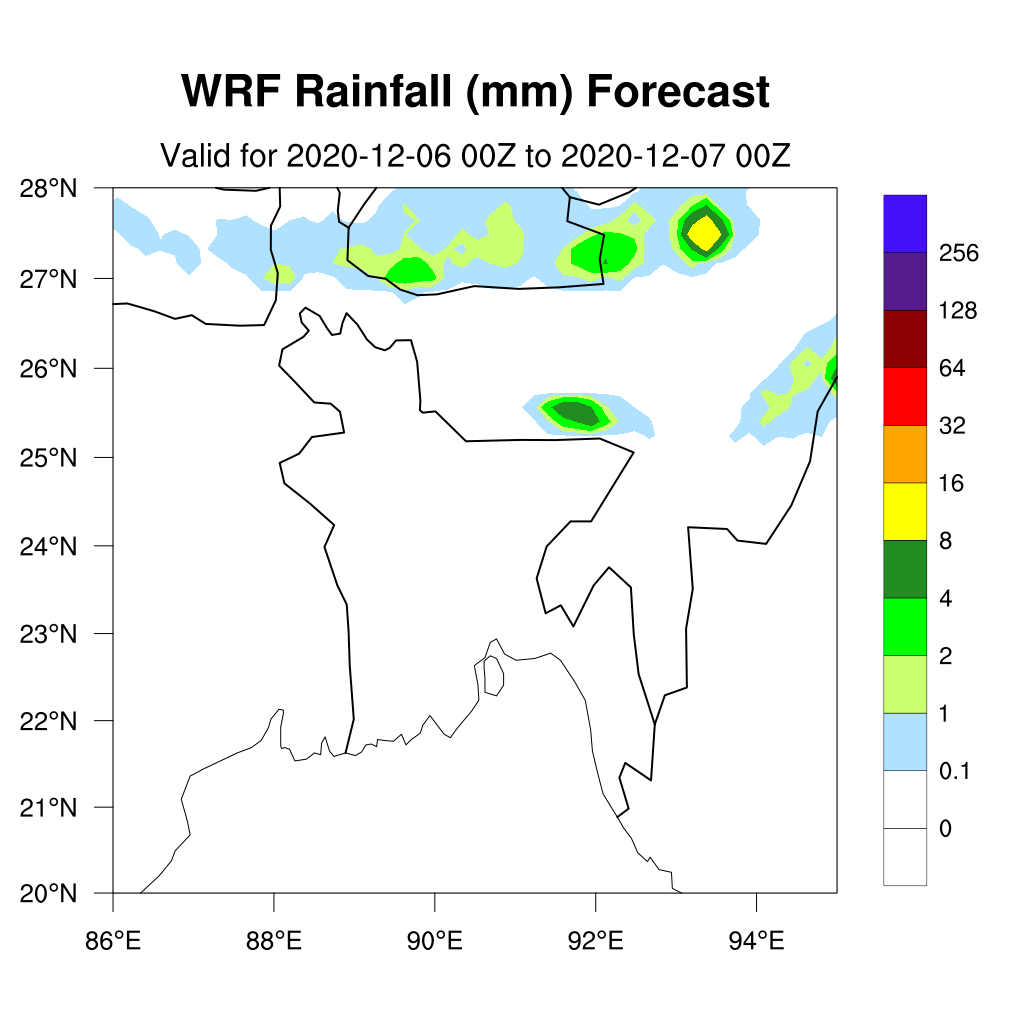 WRF Rainfall (mm) Forecast
Valid for 2020-12-06 00Z to 2020-12-07 00Z
28°N
27°N
26°N
25°N
24°N
23°N
22°N
21°N
20°N
86°E 88°E 90°E 92°E 94°E
256
128
64
32
16
8
4
2
1
0.1
0